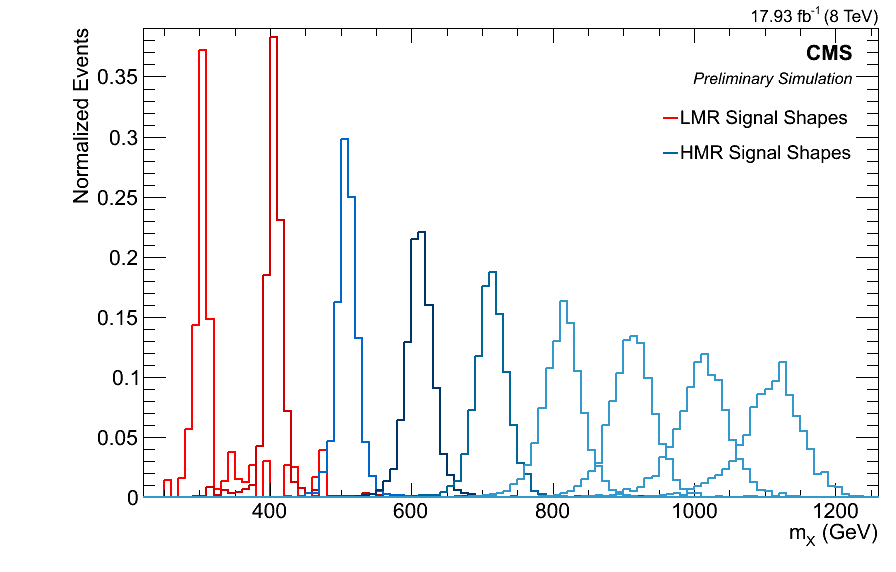 17.93 fb-1 (8 TeV)
CMS
Preliminary Simulation
LMR Signal Shapes
HMR Signal Shapes
Normalized Events
0.35
0.3
0.25
0.2
0.15
0.1
0.05
0
400
600
800
1000
1200
mX (GeV)